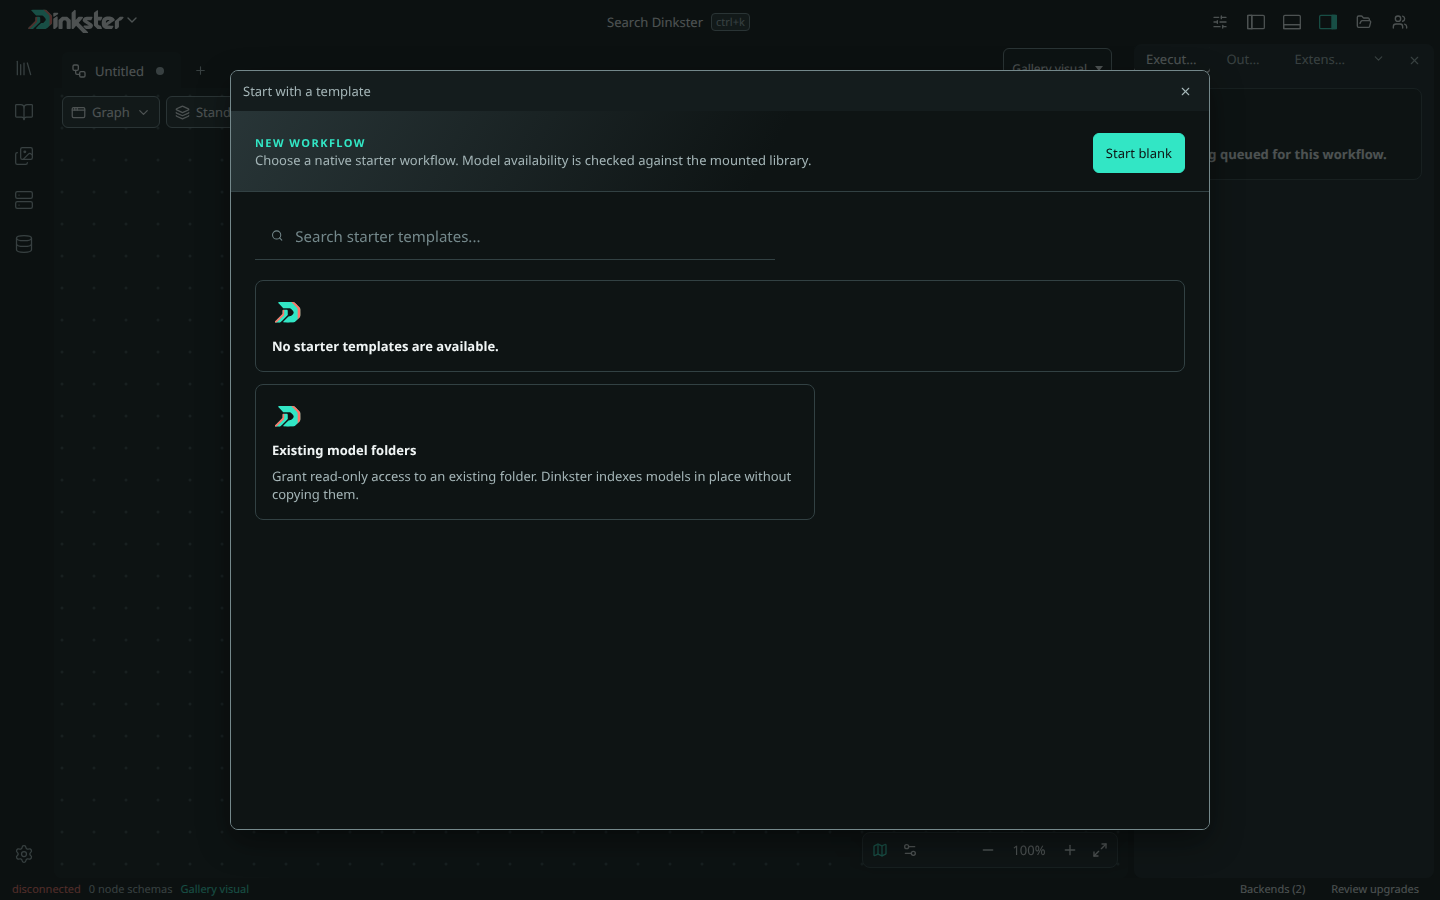 Dinkster
Search Dinkster ctrl+k
Untitled
Gallery visual
Execut...
Out...
Extens...
Graph
Stand
Start with a template
NEW WORKFLOW
Choose a native starter workflow. Model availability is checked against the mounted library.
Start blank
g queued for this workflow.
Search starter templates...
No starter templates are available.
Existing model folders
Grant read-only access to an existing folder. Dinkster indexes models in place without
copying them.
100%
disconnected 0 node schemas Gallery visual
Backends (2) Review upgrades